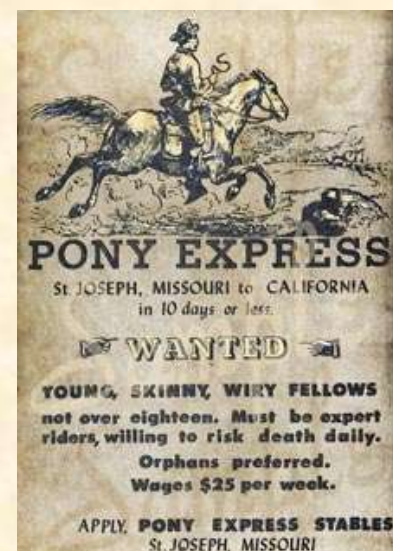 PONY EXPRESS
St. JOSEPH, MISSOURI to CALIFORNIA
in 10 days or less.
WANTED
YOUNG, SKINNY, WIRY FELLOWS
not over eighteen. Must be expert
riders, willing to risk death daily.
Orphans preferred.
Wages $25 per week.
APPLY, PONY EXPRESS STABLES
St. JOSEPH, MISSOURI